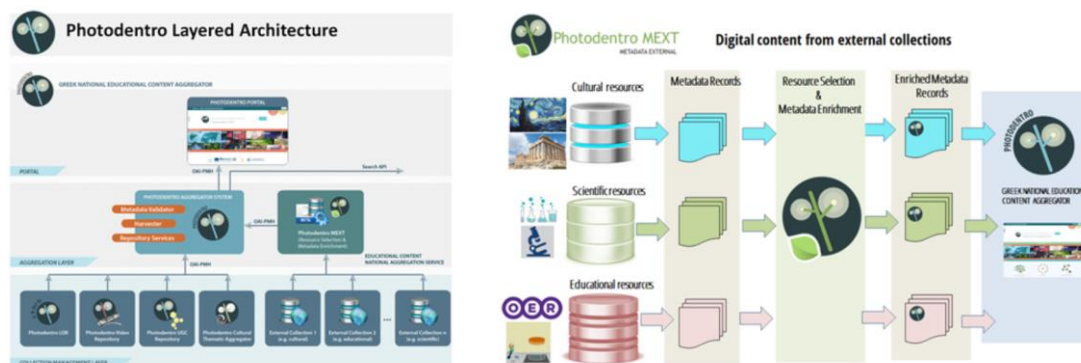 Photodentro Layered Architecture
GREEK NATIONAL EDUCATIONAL CONTENT AGGREGATOR
PHOTODENTRO PORTAL
OAI-PMH
Search API
PORTAL
PHOTODENTRO AGGREGATOR SYSTEM
Metadata Validator
Harvester
Repository Services
OAI-PMH
Photodentro MEXT
(Resource Selection &
Metadata Enrichment)
EDUCATIONAL CONTENT
NATIONAL AGGREGATION SERVICE
AGGREGATION LAYER
OAI-PMH
Photodentro LOR
Photodentro Video
Repository
Photodentro UGC
Repository
Photodentro Cultural
Thematic Aggregator
External Collection 1
(e.g. cultural)
External Collection 2
(e.g. educational)
...
External Collection n
(e.g. scientific)
COLLECTION MANAGEMENT LAYER
Photodentro MEXT
METADATA EXTERNAL
Digital content from external collections
Cultural resources
Metadata Records
Resource Selection
&
Metadata Enrichment
Enriched Metadata
Records
PHOTODENTRO
Scientific resources
GREEK NATIONAL EDUCATION
CONTENT AGGREGATOR
Educational resources
OER